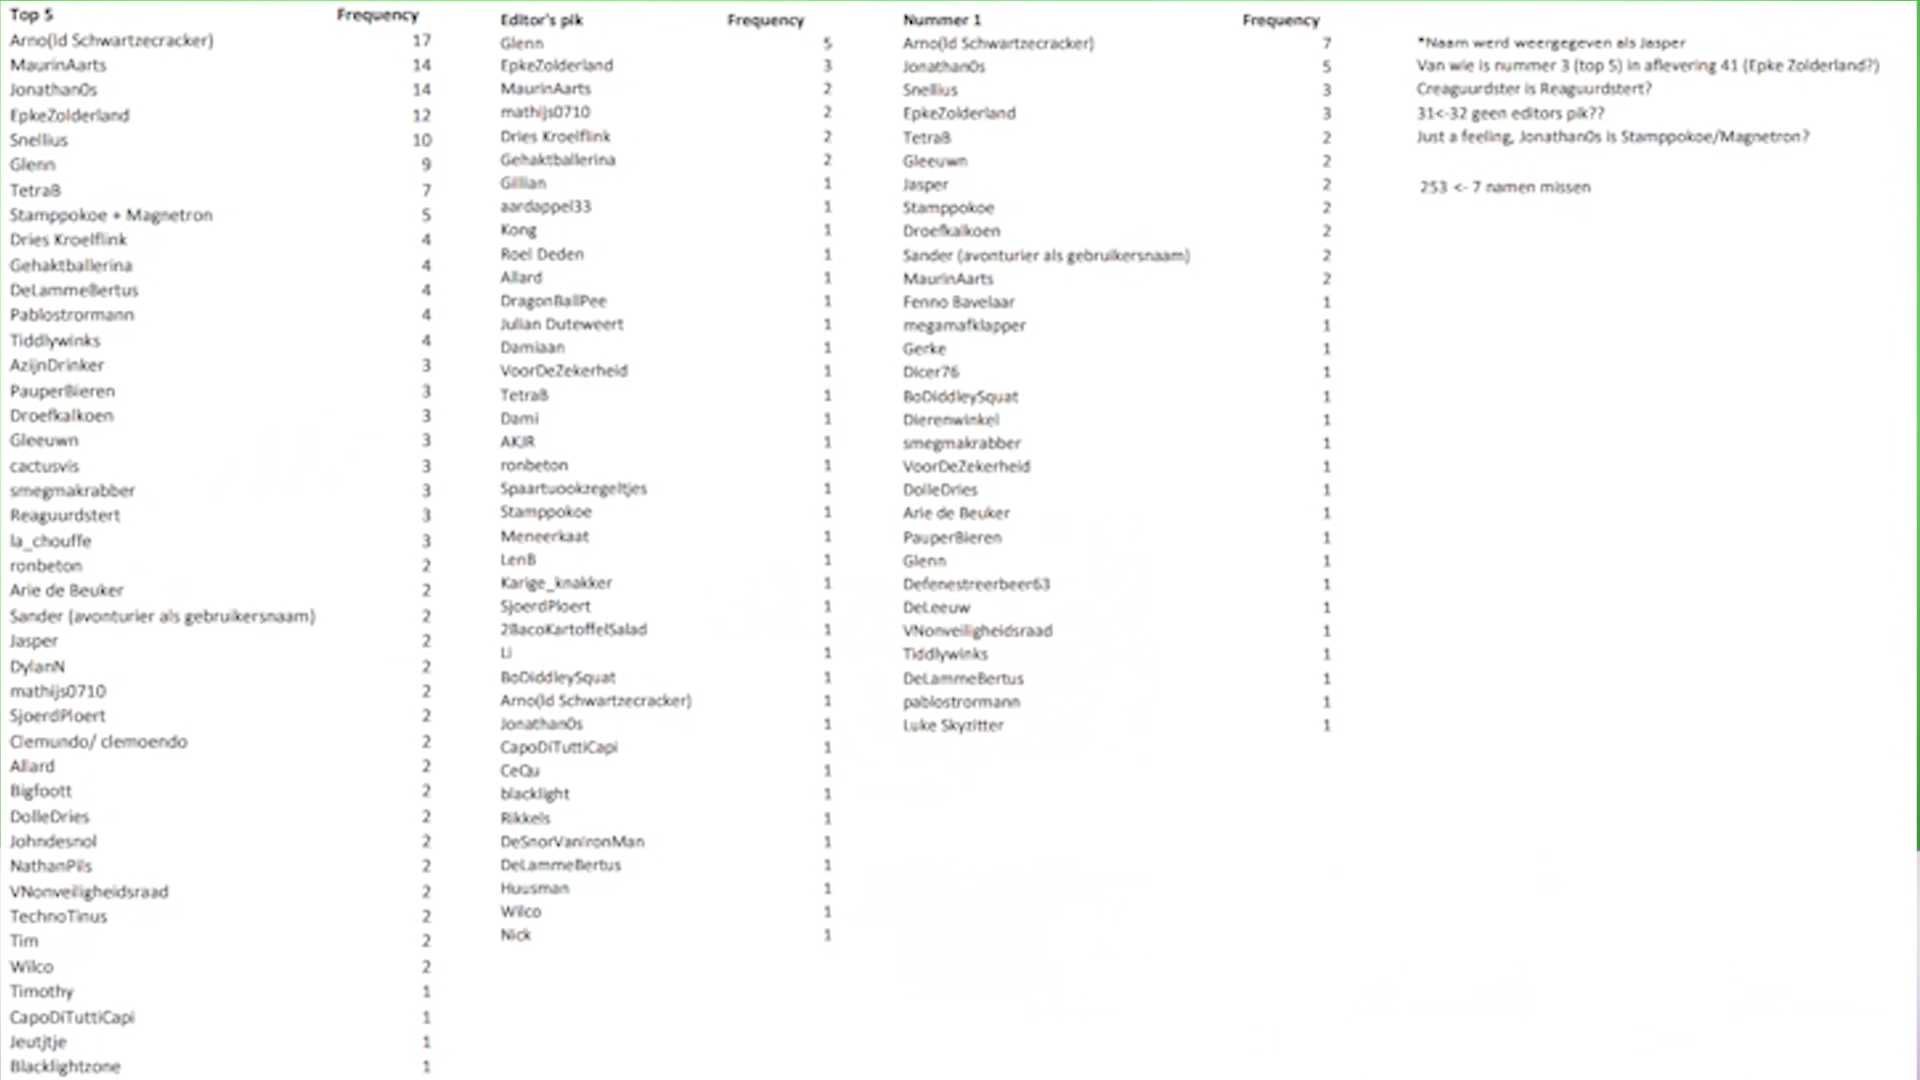 Top 5 Frequency
Arno(Id Schwartzecracker) 17
MaurinAarts 14
Jonathan0s 14
EpkeZolderland 12
Snellius 10
Glenn 9
TetraB 7
Stamppokoe + Magnetron 5
Dries Kroelflink 4
Gehaktballerina 4
DeLammeBertus 4
Pablostrormann 4
Tiddlywinks 4
AzijnDrinker 3
PauperBieren 3
Droefkalkoen 3
Gleeuwn 3
cactusvis 3
smegmakrabber 3
Reaguurdstert 3
la_chouffe 3
ronbeton 2
Arie de Beuker 2
Sander (avonturier als gebruikersnaam) 2
Jasper 2
DylanN 2
mathijs0710 2
SjoerdPloert 2
Clemundo/ clemoendo 2
Allard 2
Bigfoott 2
DolleDries 2
Johndesnol 2
NathanPils 2
VNonveiligheidsraad 2
TechnoTinus 2
Tim 2
Wilco 2
Timothy 1
CapoDiTuttiCapi 1
Jeutjtje 1
Blacklightzone 1
Editor's pik Frequency
Glenn 5
EpkeZolderland 3
MaurinAarts 2
mathijs0710 2
Dries Kroelflink 2
Gehaktballerina 2
Gillian 1
aardappel33 1
Kong 1
Roel Deden 1
Allard 1
DragonBallPee 1
Julian Duteweert 1
Damiaan 1
VoorDeZekerheid 1
TetraB 1
Dami 1
AKJR 1
ronbeton 1
Spaartuookzegeltjes 1
Stamppokoe 1
Meneerkaat 1
LenB 1
Karige_knakker 1
SjoerdPloert 1
2BacoKartoffelSalad 1
Li 1
BoDiddleySquat 1
Arno(Id Schwartzecracker) 1
Jonathan0s 1
CapoDiTuttiCapi 1
CeQu 1
blacklight 1
Rikkels 1
DeSnorVanIronMan 1
DeLammeBertus 1
Huusman 1
Wilco 1
Nick 1
Nummer 1 Frequency
Arno(Id Schwartzecracker) 7
Jonathan0s 5
Snellius 3
EpkeZolderland 3
TetraB 2
Gleeuwn 2
Jasper 2
Stamppokoe 2
Droefkalkoen 2
Sander (avonturier als gebruikersnaam) 2
MaurinAarts 2
Fenno Bavelaar 1
megamafklapper 1
Gerke 1
Dicer76 1
BoDiddleySquat 1
Dierenwinkel 1
smegmakrabber 1
VoorDeZekerheid 1
DolleDries 1
Arie de Beuker 1
PauperBieren 1
Glenn 1
Defenestreerbeer63 1
DeLeeuw 1
VNonveiligheidsraad 1
Tiddlywinks 1
DeLammeBertus 1
pablostrormann 1
Luke Skyzitter 1
*Naam werd weergegeven als Jasper
Van wie is nummer 3 (top 5) in aflevering 41 (Epke Zolderland?)
Creaguurdster is Reaguurdstert?
31<-32 geen editors pik??
Just a feeling, Jonathan0s is Stamppokoe/Magnetron?
253 <- 7 namen missen